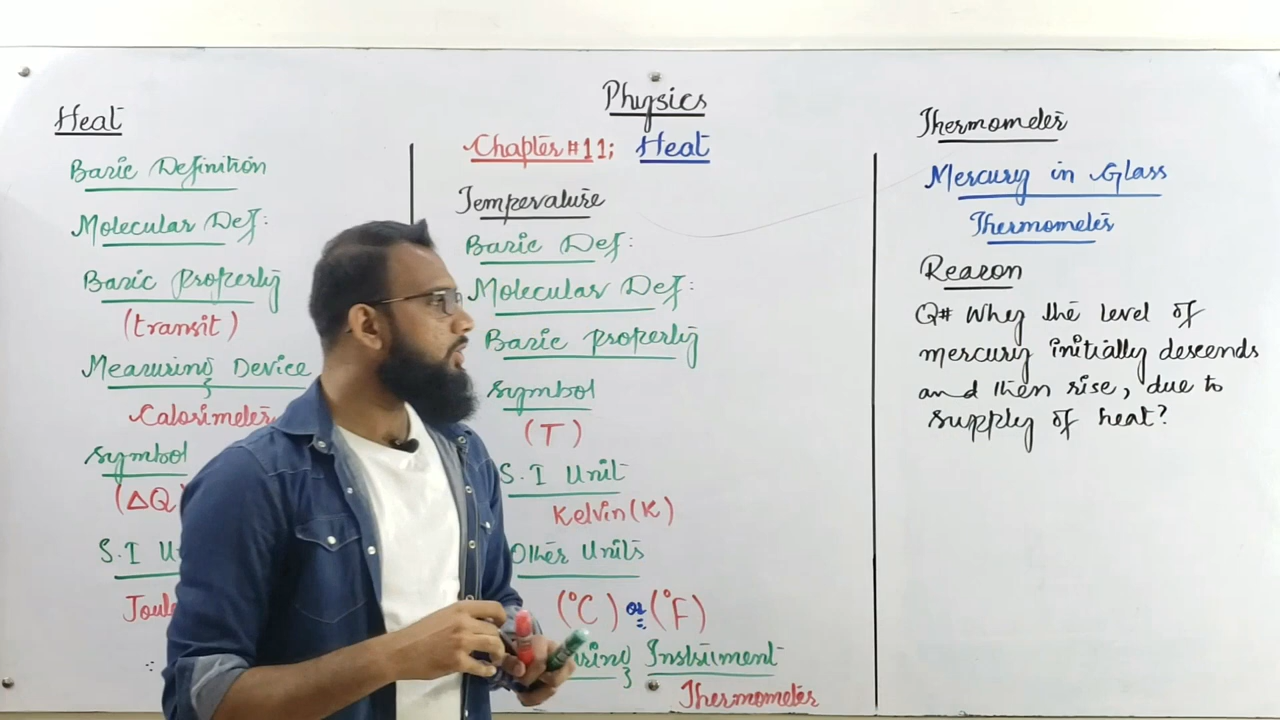 Physics
Chapter #11; Heat
Heat
Basic Definition
Molecular Def:
Basic Property
(transit)
Measuring Device
Calorimeter
Symbol
(ΔQ
S.I
Temperature
Basic Def:
Molecular Def:
Basic Property
Symbol
(T)
S.I Unit
Kelvin (K)
Other Units
(°C) or (°F)
Instrument
Thermometer
Thermometer
Mercury in Glass
Thermometer
Reason
Q# Why the level of
mercury initially descends
and then rise, due to
supply of heat?